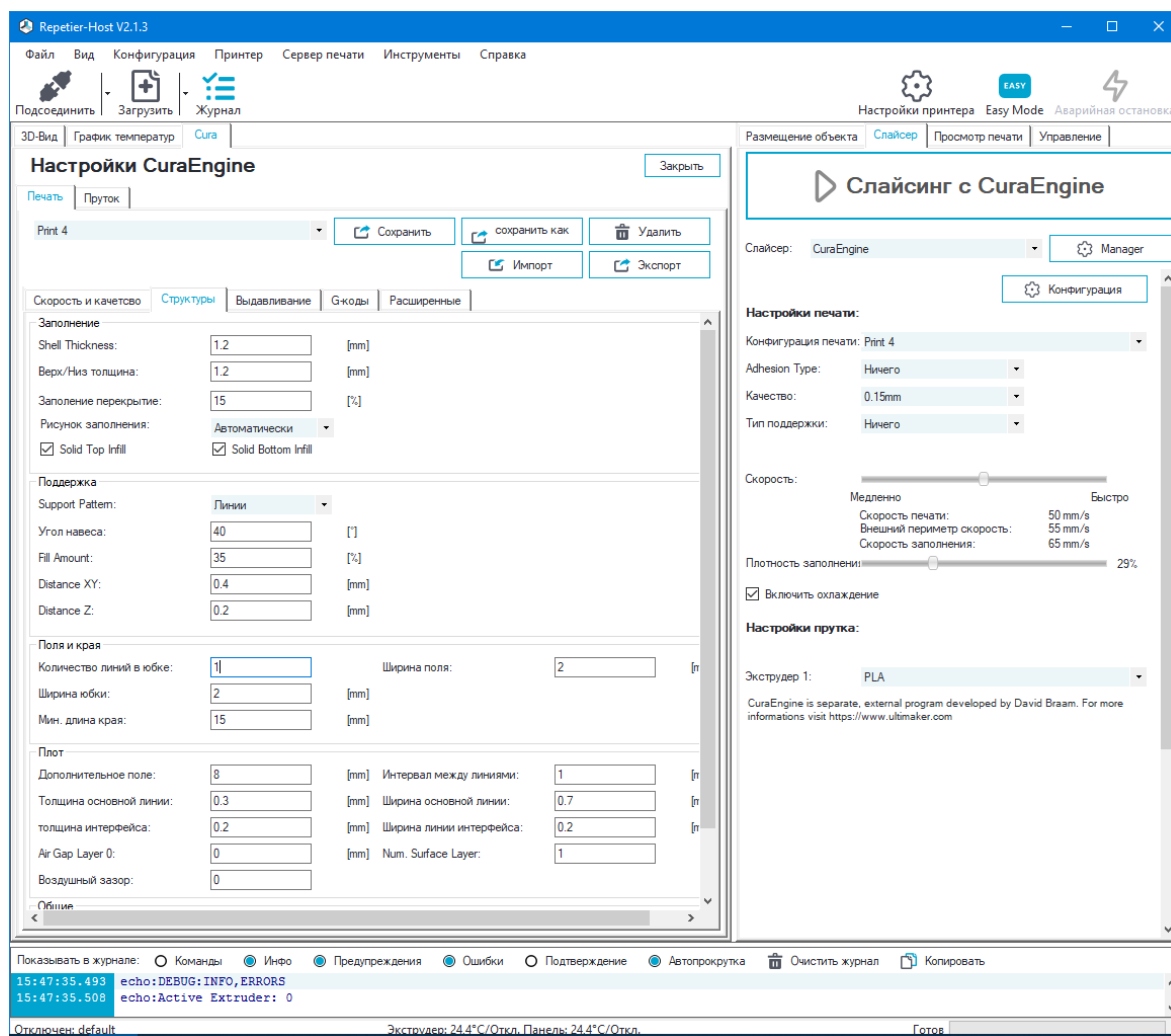 Repetier-Host V2.1.3
Файл Вид Конфигурация Принтер Сервер печати Инструменты Справка
Подсоединить Загрузить Журнал Настройки принтера Easy Mode Аварийная остановка
EASY
3D-Вид График температур Cura
Настройки CuraEngine Закрыть
Печать Пруток
Print 4 Сохранить сохранить как Удалить
Импорт Экспорт
Скорость и качетсво Структуры Выдавливание G-коды Расширенные
Заполнение
Shell Thickness: 1.2 [mm]
Верх/Низ толщина: 1.2 [mm]
Заполение перекрытие: 15 [%]
Рисунок заполнения: Автоматически
Solid Top Infill Solid Bottom Infill
Поддержка
Support Pattern: Линии
Угол навеса: 40 [°]
Fill Amount: 35 [%]
Distance XY: 0.4 [mm]
Distance Z: 0.2 [mm]
Поля и края
Количество линий в юбке: 1 Ширина поля: 2
Ширина юбки: 2 [mm]
Мин. длина края: 15 [mm]
Плот
Дополнительное поле: 8 [mm] Интервал между линиями: 1
Толщина основной линии: 0.3 [mm] Ширина основной линии: 0.7
толщина интерфейса: 0.2 [mm] Ширина линии интерфейса: 0.2
Air Gap Layer 0: 0 [mm] Num. Surface Layer: 1
Воздушный зазор: 0
Общие
Размещение объекта Слайсер Просмотр печати Управление
Слайсинг с CuraEngine
Слайсер: CuraEngine Manager
Конфигурация
Настройки печати:
Конфигурация печати: Print 4
Adhesion Type: Ничего
Качество: 0.15mm
Тип поддержки: Ничего
Скорость:
Медленно Быстро
Скорость печати: 50 mm/s
Внешний периметр скорость: 55 mm/s
Скорость заполнения: 65 mm/s
Плотность заполнени 29%
Включить охлаждение
Настройки прутка:
Экструдер 1: PLA
CuraEngine is separate, external program developed by David Braam. For more
informations visit https://www.ultimaker.com
Показывать в журнале: Команды Инфо Предупреждения Ошибки Подтверждение Автопрокрутка Очистить журнал Копировать
15:47:35.493 echo:DEBUG:INFO,ERRORS
15:47:35.508 echo:Active Extruder: 0
Отключен: default Экструдер: 24.4°C/Откл. Панель: 24.4°C/Откл. Готов